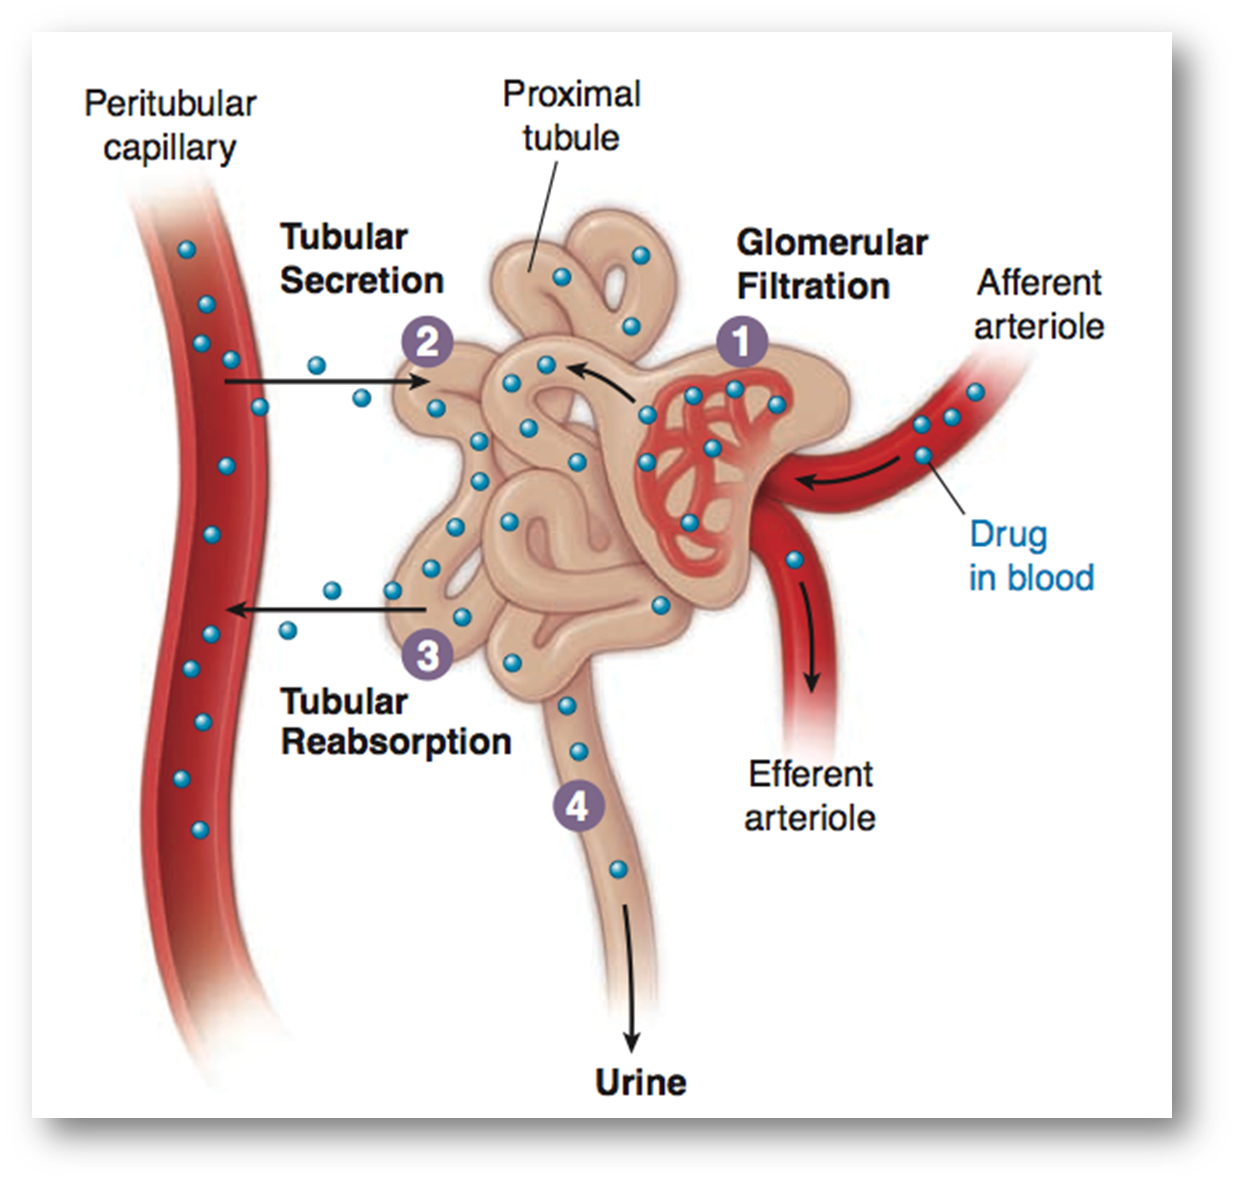 Peritubular
capillary
Proximal
tubule
Tubular
Secretion
2
Glomerular
Filtration
1
Afferent
arteriole
Drug
in blood
3
Tubular
Reabsorption
4
Efferent
arteriole
Urine